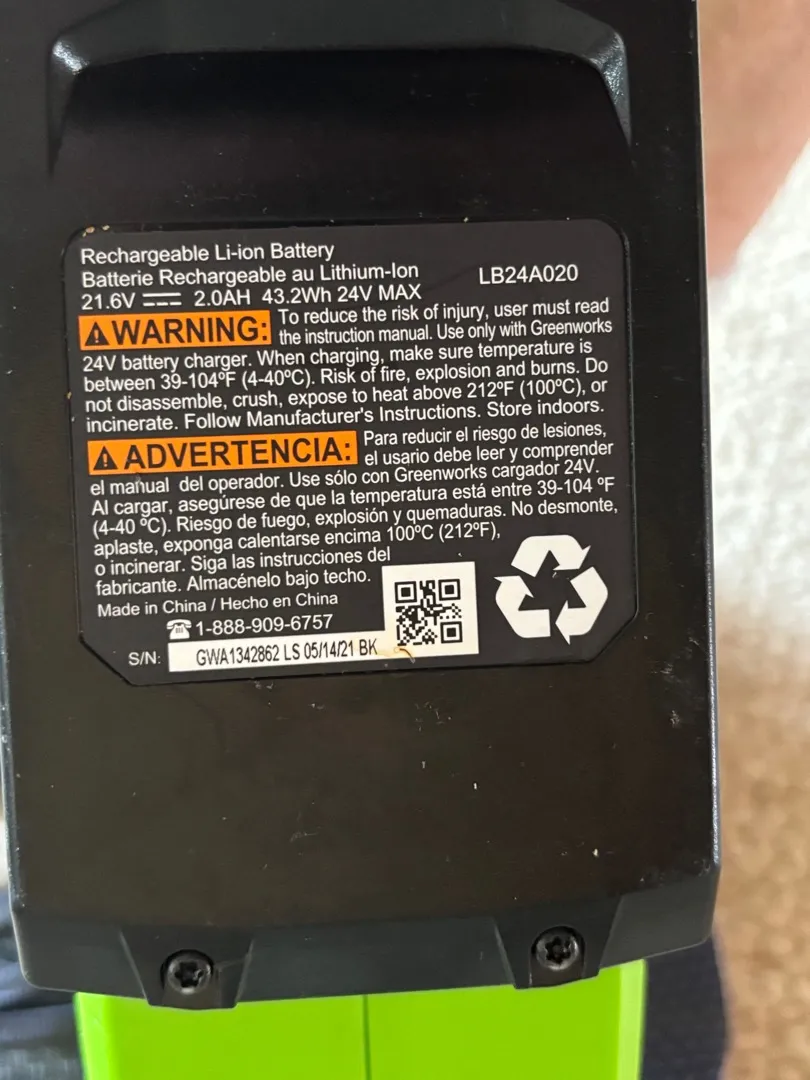 Rechargeable Li-ion Battery
Batterie Rechargeable au Lithium-Ion LB24A020
21.6V 2.0AH 43.2Wh 24V MAX
WARNING: To reduce the risk of injury, user must read
the instruction manual. Use only with Greenworks
24V battery charger. When charging, make sure temperature is
between 39-104ºF (4-40ºC). Risk of fire, explosion and burns. Do
not disassemble, crush, expose to heat above 212ºF (100ºC), or
incinerate. Follow Manufacturer's Instructions. Store indoors.
ADVERTENCIA: Para reducir el riesgo de lesiones,
el usario debe leer y comprender
el manual del operador. Use sólo con Greenworks cargador 24V.
Al cargar, asegúrese de que la temperatura está entre 39-104 ºF
(4-40 ºC). Riesgo de fuego, explosión y quemaduras. No desmonte,
aplaste, exponga calentarse encima 100ºC (212ºF),
o incinerar. Siga las instrucciones del
fabricante. Almacénelo bajo techo.
Made in China / Hecho en China
1-888-909-6757
S/N: GWA1342862 LS 05/14/21 BK